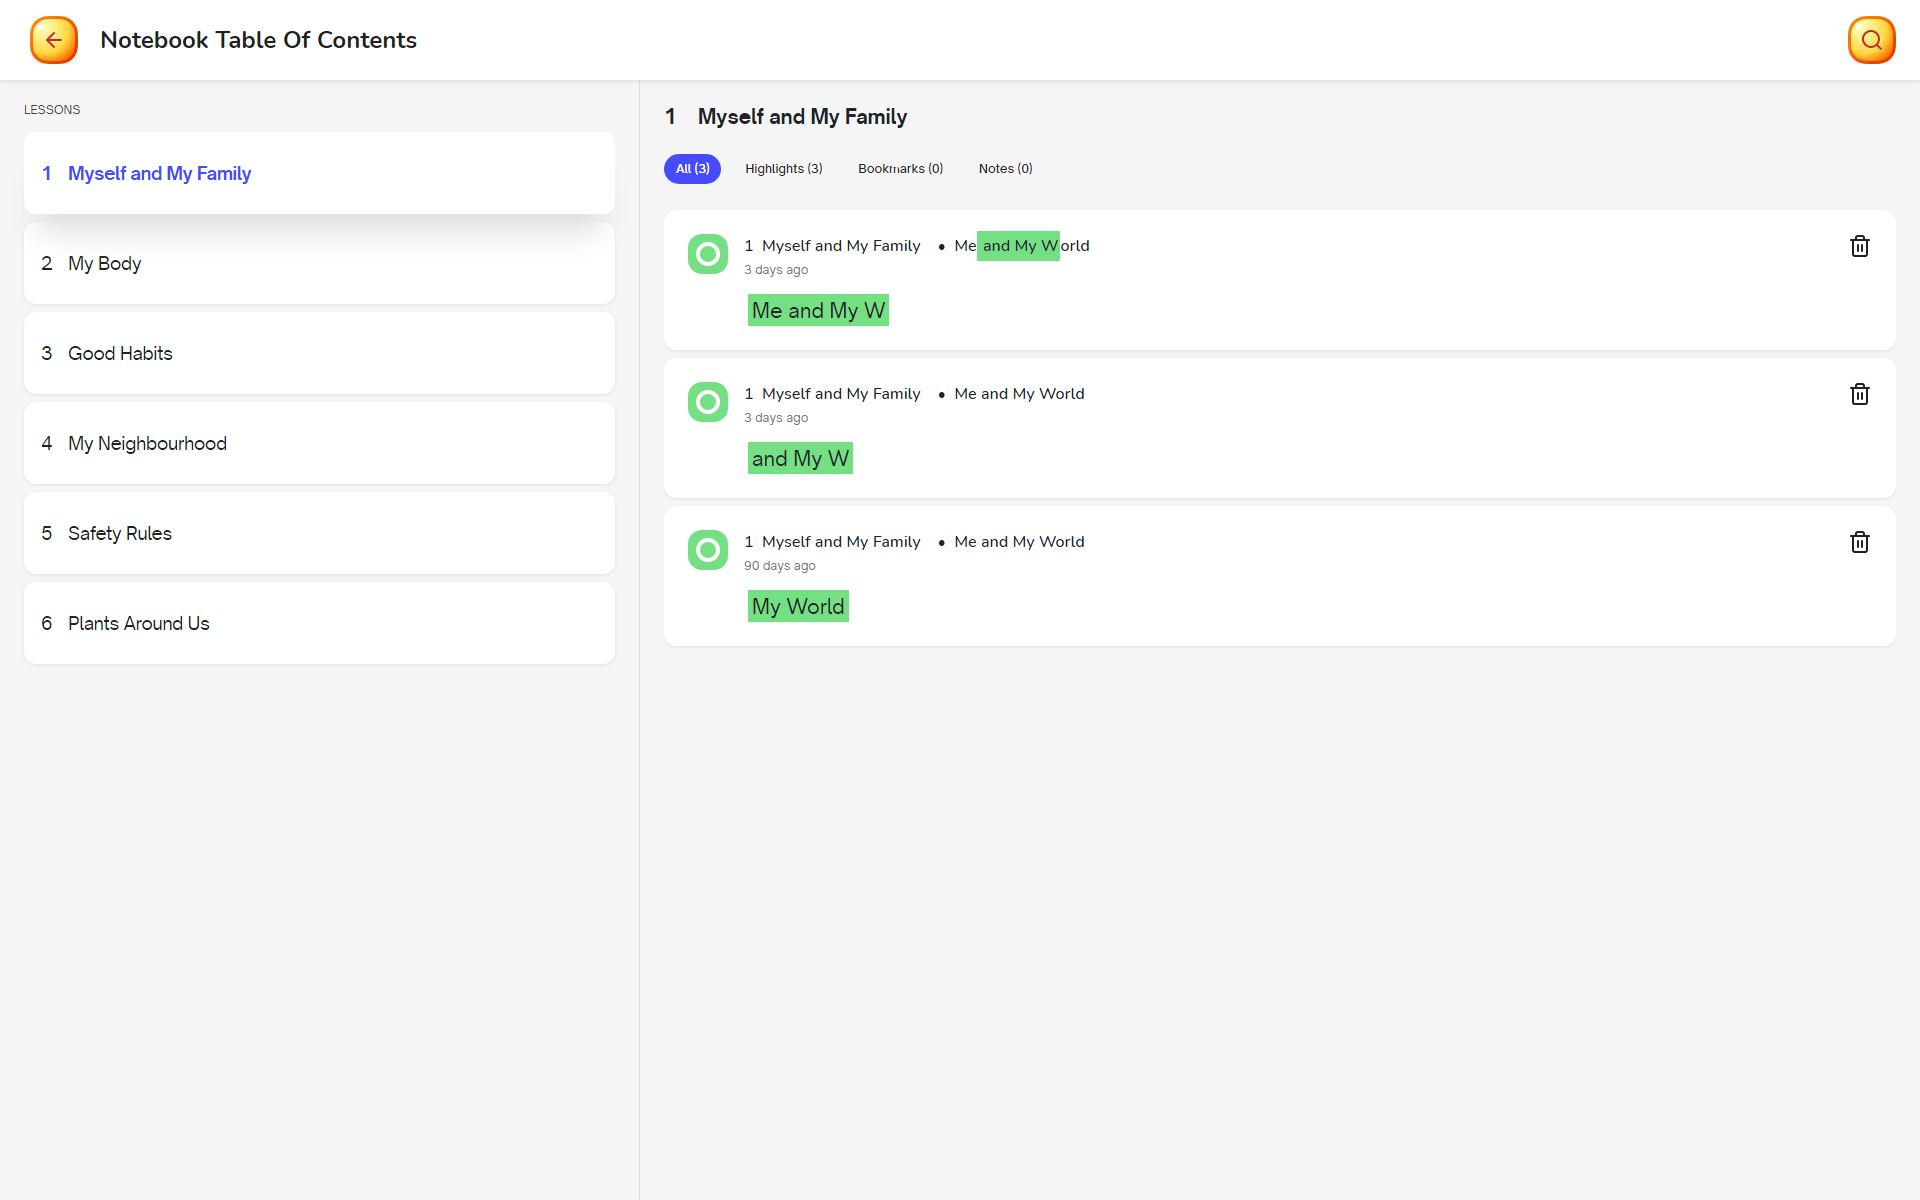 Notebook Table Of Contents
LESSONS
1 Myself and My Family
2 My Body
3 Good Habits
4 My Neighbourhood
5 Safety Rules
6 Plants Around Us
1 Myself and My Family
All (3) Highlights (3) Bookmarks (0) Notes (0)
1 Myself and My Family • Me and My World
3 days ago
Me and My W
1 Myself and My Family • Me and My World
3 days ago
and My W
1 Myself and My Family • Me and My World
90 days ago
My World